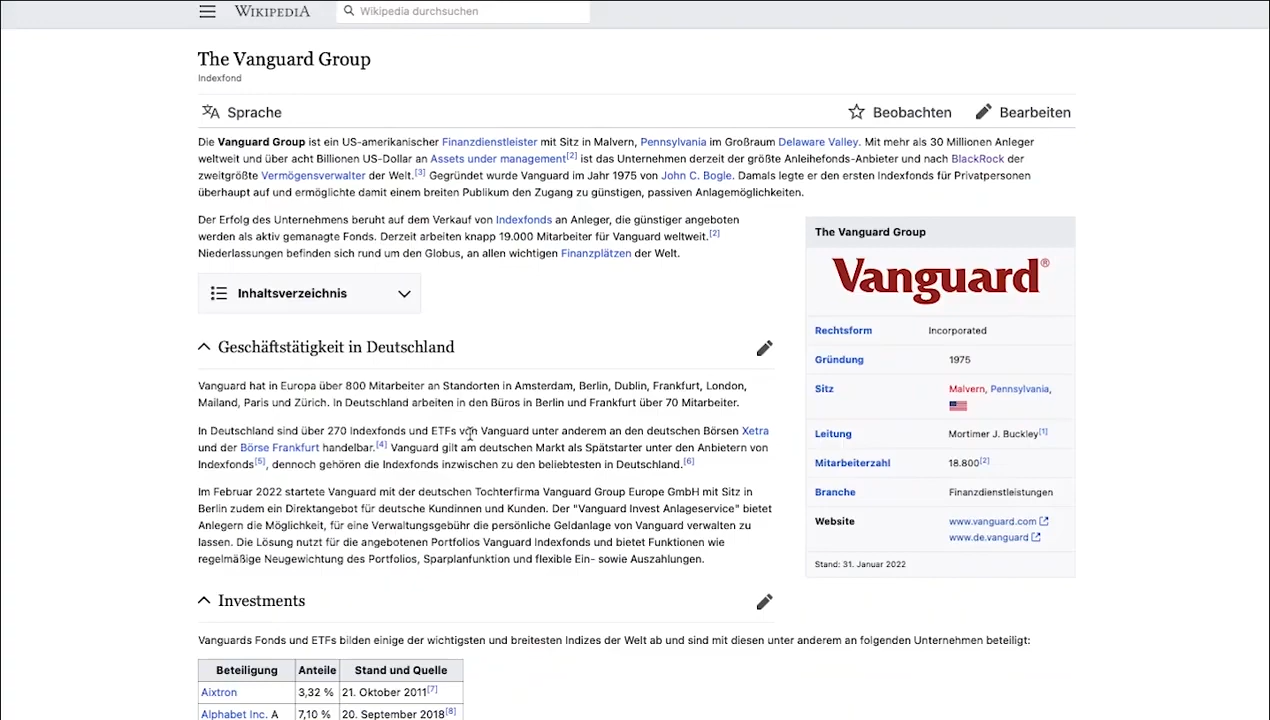 WIKIPEDIA
Wikipedia durchsuchen
The Vanguard Group
Indexfond
Sprache
Beobachten
Bearbeiten
Die Vanguard Group ist ein US-amerikanischer Finanzdienstleister mit Sitz in Malvern, Pennsylvania im Großraum Delaware Valley. Mit mehr als 30 Millionen Anleger
weltweit und über acht Billionen US-Dollar an Assets under management[2] ist das Unternehmen derzeit der größte Anleihefonds-Anbieter und nach BlackRock der
zweitgrößte Vermögensverwalter der Welt.[3] Gegründet wurde Vanguard im Jahr 1975 von John C. Bogle. Damals legte er den ersten Indexfonds für Privatpersonen
überhaupt auf und ermöglichte damit einem breiten Publikum den Zugang zu günstigen, passiven Anlagemöglichkeiten.
Der Erfolg des Unternehmens beruht auf dem Verkauf von Indexfonds an Anleger, die günstiger angeboten
werden als aktiv gemanagte Fonds. Derzeit arbeiten knapp 19.000 Mitarbeiter für Vanguard weltweit.[2]
Niederlassungen befinden sich rund um den Globus, an allen wichtigen Finanzplätzen der Welt.
Inhaltsverzeichnis
Geschäftstätigkeit in Deutschland
Vanguard hat in Europa über 800 Mitarbeiter an Standorten in Amsterdam, Berlin, Dublin, Frankfurt, London,
Mailand, Paris und Zürich. In Deutschland arbeiten in den Büros in Berlin und Frankfurt über 70 Mitarbeiter.
In Deutschland sind über 270 Indexfonds und ETFs von Vanguard unter anderem an den deutschen Börsen Xetra
und der Börse Frankfurt handelbar.[4] Vanguard gilt am deutschen Markt als Spätstarter unter den Anbietern von
Indexfonds[5], dennoch gehören die Indexfonds inzwischen zu den beliebtesten in Deutschland.[6]
Im Februar 2022 startete Vanguard mit der deutschen Tochterfirma Vanguard Group Europe GmbH mit Sitz in
Berlin zudem ein Direktangebot für deutsche Kundinnen und Kunden. Der "Vanguard Invest Anlageservice" bietet
Anlegern die Möglichkeit, für eine Verwaltungsgebühr die persönliche Geldanlage von Vanguard verwalten zu
lassen. Die Lösung nutzt für die angebotenen Portfolios Vanguard Indexfonds und bietet Funktionen wie
regelmäßige Neugewichtung des Portfolios, Sparplanfunktion und flexible Ein- sowie Auszahlungen.
The Vanguard Group
Vanguard®
Rechtsform Incorporated
Gründung 1975
Sitz Malvern, Pennsylvania,
Leitung Mortimer J. Buckley[1]
Mitarbeiterzahl 18.800[2]
Branche Finanzdienstleistungen
Website www.vanguard.com
www.de.vanguard
Stand: 31. Januar 2022
Investments
Vanguards Fonds und ETFs bilden einige der wichtigsten und breitesten Indizes der Welt ab und sind mit diesen unter anderem an folgenden Unternehmen beteiligt:
Beteiligung Anteile Stand und Quelle
Aixtron 3,32 % 21. Oktober 2011[7]
Alphabet Inc. A 7,10 % 20. September 2018[8]